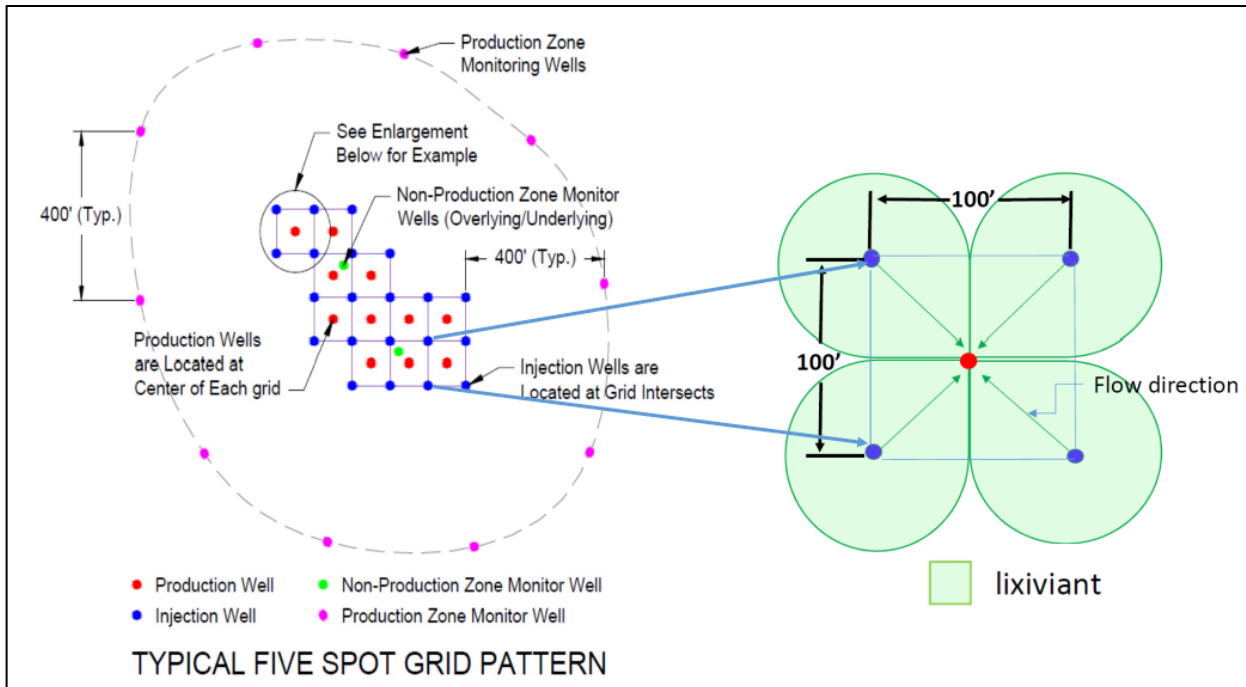 Production Zone
Monitoring Wells
See Enlargement
Below for Example
Non-Production Zone Monitor
Wells (Overlying/Underlying)
400' (Typ.)
400' (Typ.)
Production Wells
are Located at
Center of Each grid
Injection Wells are
Located at Grid Intersects
100’
100’
Flow direction
lixiviant
Production Well
Non-Production Zone Monitor Well
Injection Well
Production Zone Monitor Well
TYPICAL FIVE SPOT GRID PATTERN